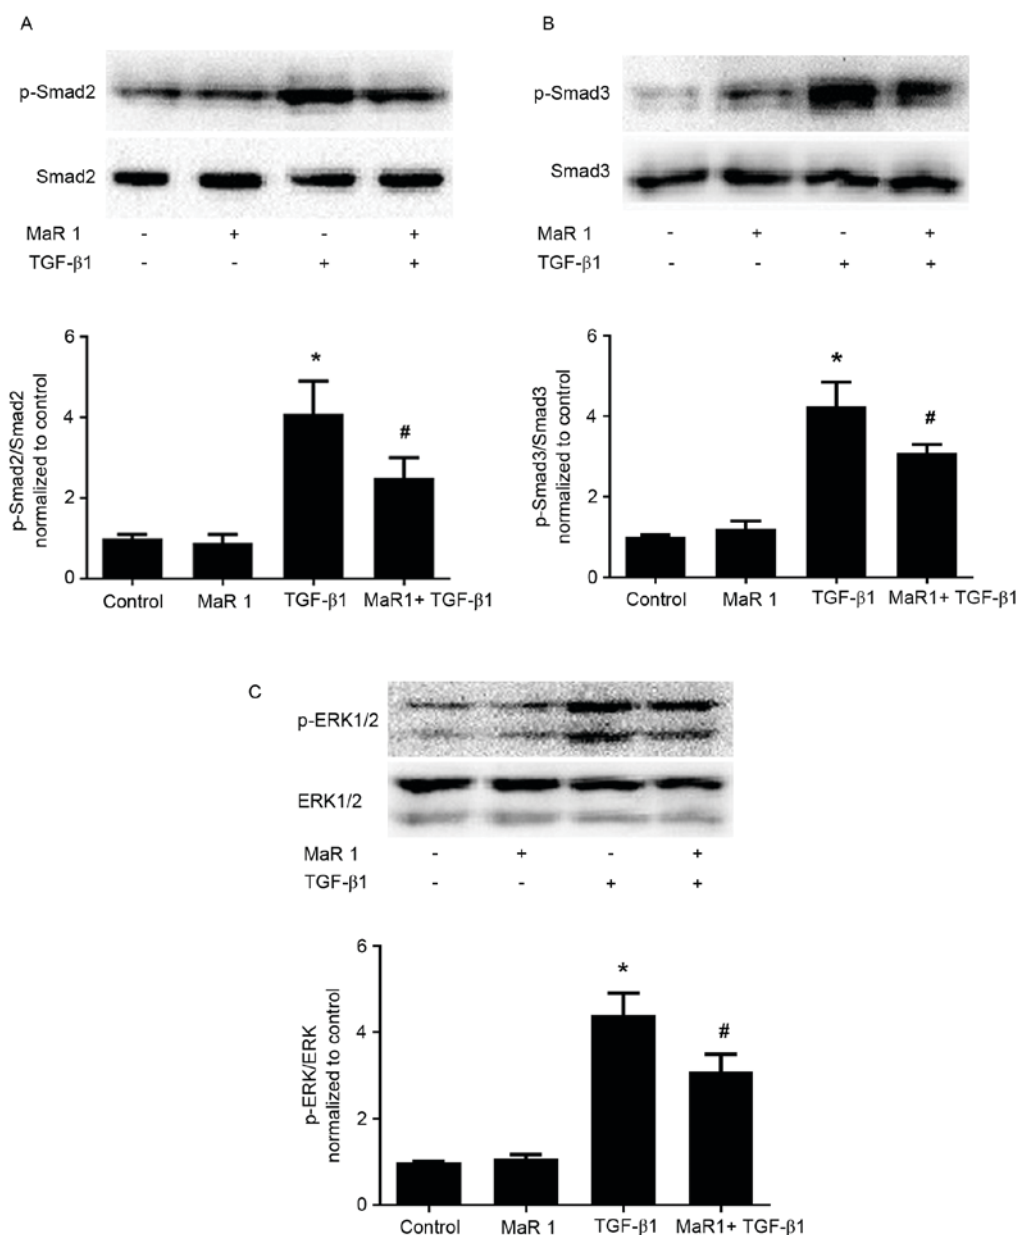 A
p-Smad2
Smad2
MaR 1 - + - +
TGF-β1 - - + +
6
4
2
0
p-Smad2/Smad2
normalized to control
*
#
Control MaR 1 TGF-β1 MaR1+ TGF-β1
B
p-Smad3
Smad3
MaR 1 - + - +
TGF-β1 - - + +
6
4
2
0
p-Smad3/Smad3
normalized to control
*
#
Control MaR 1 TGF-β1 MaR1+ TGF-β1
C
p-ERK1/2
ERK1/2
MaR 1 - + - +
TGF-β1 - - + +
6
4
2
0
p-ERK/ERK
normalized to control
*
#
Control MaR 1 TGF-β1 MaR1+ TGF-β1